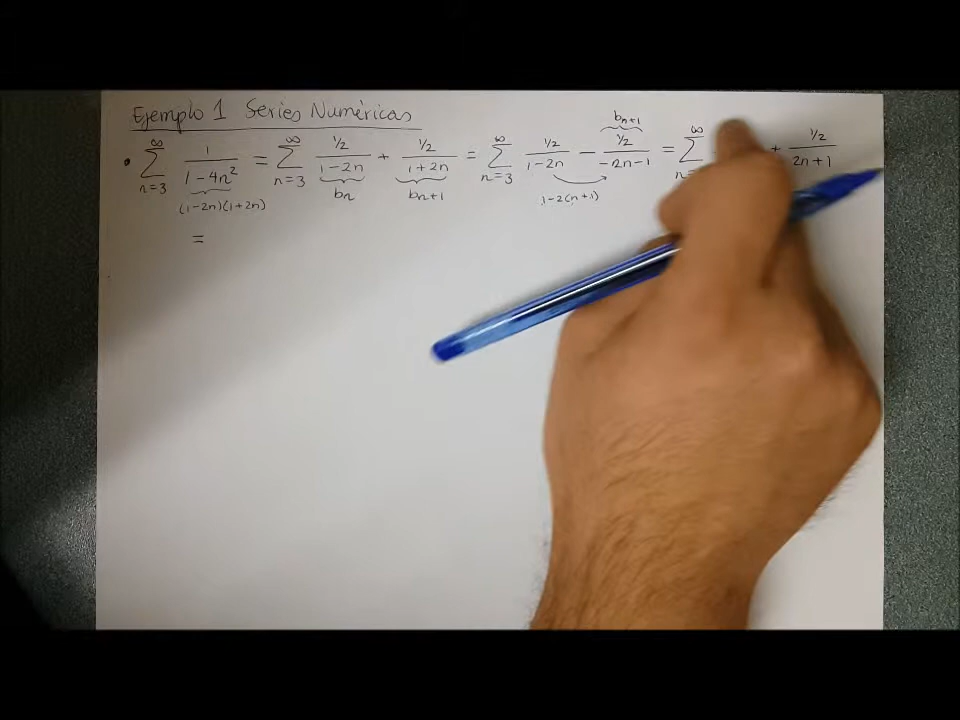 Ejemplo 1 Series Numéricas
• ∑_{n=3}^{∞} 1/(1-4n²) = ∑_{n=3}^{∞} (1/2)/(1-2n) + (1/2)/(1+2n) = ∑_{n=3}^{∞} (1/2)/(1-2n) - (1/2)/(-2n-1) = ∑^{∞} + (1/2)/(2n+1)
(1-2n)(1+2n) bn bn+1 1-2(n+1) bn+1
=